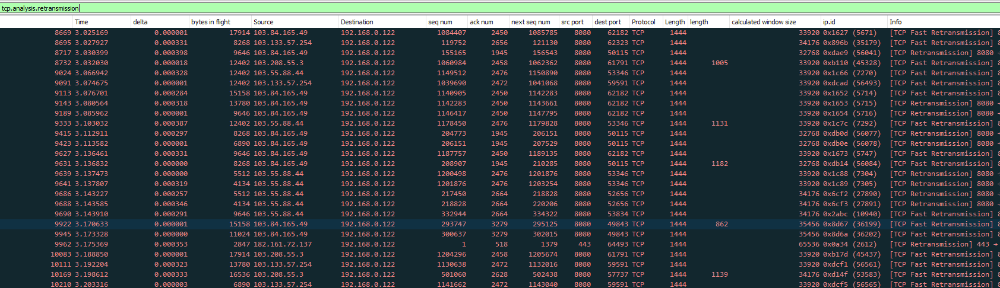 tcp.analysis.retransmission
Time delta bytes in flight Source Destination seq num ack num next seq num src port dest port Protocol Length length calculated window size ip.id Info
8669 3.025169 0.000001 17914 103.84.165.49 192.168.0.122 1084407 2450 1085785 8080 62182 TCP 1444 33920 0x1627 (5671) [TCP Fast Retransmission] 8
8695 3.027927 0.000331 8268 103.133.57.254 192.168.0.122 119752 2656 121130 8080 62323 TCP 1444 34176 0x896b (35179) [TCP Fast Retransmission] 8
8717 3.030399 0.000398 9646 103.84.165.49 192.168.0.122 155165 1945 156543 8080 50115 TCP 1444 32768 0xdae9 (56041) [TCP Retransmission] 8080 →
8732 3.032030 0.000018 12402 103.208.55.3 192.168.0.122 1060984 2458 1062362 8080 61791 TCP 1444 1005 33920 0xb110 (45328) [TCP Fast Retransmission] 8
9024 3.066942 0.000328 12402 103.55.88.44 192.168.0.122 1149512 2476 1150890 8080 53346 TCP 1444 33920 0x1c66 (7270) [TCP Fast Retransmission] 8
9091 3.074675 0.000001 12402 103.133.57.254 192.168.0.122 1039690 2472 1041068 8080 59591 TCP 1444 33920 0xdcad (56493) [TCP Fast Retransmission] 8
9113 3.076701 0.000284 15158 103.84.165.49 192.168.0.122 1140905 2450 1142283 8080 62182 TCP 1444 33920 0x1652 (5714) [TCP Fast Retransmission] 8
9143 3.080564 0.000318 13780 103.84.165.49 192.168.0.122 1142283 2450 1143661 8080 62182 TCP 1444 33920 0x1653 (5715) [TCP Retransmission] 8080 →
9189 3.085962 0.000001 9646 103.84.165.49 192.168.0.122 1146417 2450 1147795 8080 62182 TCP 1444 33920 0x1654 (5716) [TCP Retransmission] 8080 →
9333 3.103032 0.000387 12402 103.55.88.44 192.168.0.122 1178450 2476 1179828 8080 53346 TCP 1444 1131 33920 0x1c7c (7292) [TCP Fast Retransmission] 8
9415 3.112911 0.000297 8268 103.84.165.49 192.168.0.122 204773 1945 206151 8080 50115 TCP 1444 32768 0xdb0d (56077) [TCP Fast Retransmission] 8
9423 3.113582 0.000001 6890 103.84.165.49 192.168.0.122 206151 1945 207529 8080 50115 TCP 1444 32768 0xdb0e (56078) [TCP Fast Retransmission] 8
9627 3.136461 0.000331 9646 103.84.165.49 192.168.0.122 1187757 2450 1189135 8080 62182 TCP 1444 33920 0x1673 (5747) [TCP Fast Retransmission] 8
9631 3.136832 0.000000 8268 103.84.165.49 192.168.0.122 208907 1945 210285 8080 50115 TCP 1444 1182 32768 0xdb14 (56084) [TCP Fast Retransmission] 8
9639 3.137473 0.000000 5512 103.55.88.44 192.168.0.122 1200498 2476 1201876 8080 53346 TCP 1444 33920 0x1c88 (7304) [TCP Retransmission] 8080 →
9641 3.137807 0.000319 4134 103.55.88.44 192.168.0.122 1201876 2476 1203254 8080 53346 TCP 1444 33920 0x1c89 (7305) [TCP Retransmission] 8080 →
9686 3.143227 0.000257 5512 103.55.88.44 192.168.0.122 217450 2664 218828 8080 52656 TCP 1444 34176 0x6cf2 (27890) [TCP Fast Retransmission] 8
9688 3.143585 0.000346 4134 103.55.88.44 192.168.0.122 218828 2664 220206 8080 52656 TCP 1444 34176 0x6cf3 (27891) [TCP Retransmission] 8080 →
9690 3.143910 0.000291 9646 103.55.88.44 192.168.0.122 332944 2664 334322 8080 53834 TCP 1444 34176 0x2abc (10940) [TCP Fast Retransmission] 8
9922 3.170633 0.000001 15158 103.84.165.49 192.168.0.122 293747 3279 295125 8080 49843 TCP 1444 862 35456 0x8d67 (36199) [TCP Fast Retransmission] 8
9945 3.173328 0.000000 11024 103.84.165.49 192.168.0.122 300637 3279 302015 8080 49843 TCP 1444 35456 0x8d6a (36202) [TCP Fast Retransmission] 8
9962 3.175369 0.000353 2847 182.161.72.137 192.168.0.122 1 518 1379 443 64493 TCP 1444 65536 0x0a34 (2612) [TCP Retransmission] 443 →
10083 3.188850 0.000001 17914 103.208.55.3 192.168.0.122 1204296 2458 1205674 8080 61791 TCP 1444 33920 0xb17d (45437) [TCP Fast Retransmission] 8
10111 3.192204 0.000323 13780 103.133.57.254 192.168.0.122 1130638 2472 1132016 8080 59591 TCP 1444 33920 0xdcf1 (56561) [TCP Fast Retransmission] 8
10169 3.198612 0.000333 16536 103.208.55.3 192.168.0.122 501060 2628 502438 8080 57737 TCP 1444 1139 34176 0xd14f (53583) [TCP Fast Retransmission] 8
10210 3.203316 0.000003 6890 103.133.57.254 192.168.0.122 1141662 2472 1143040 8080 59591 TCP 1444 33920 0xdcf5 (56565) [TCP Fast Retransmission] 8